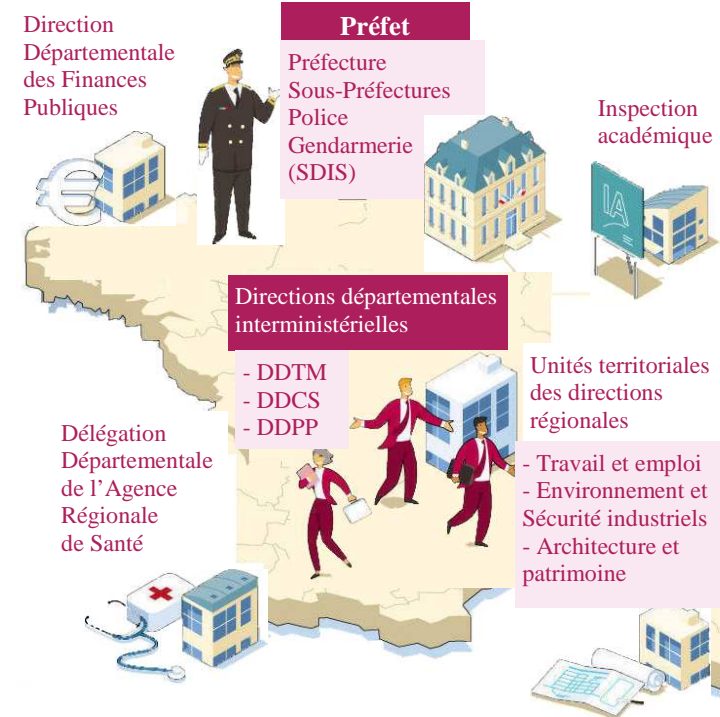 Direction
Départementale
des Finances
Publiques
Préfet
Préfecture
Sous-Préfectures
Police
Gendarmerie
(SDIS)
Inspection
académique
IA
Directions départementales
interministérielles
- DDTM
- DDCS
- DDPP
Unités territoriales
des directions
régionales
- Travail et emploi
- Environnement et
Sécurité industriels
- Architecture et
patrimoine
Délégation
Départementale
de l’Agence
Régionale
de Santé